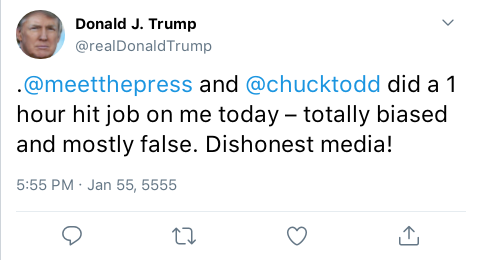 Donald J. Trump
@realDonaldTrump
.@meetthepress and @chucktodd did a 1
hour hit job on me today – totally biased
and mostly false. Dishonest media!
5:55 PM · Jan 55, 5555